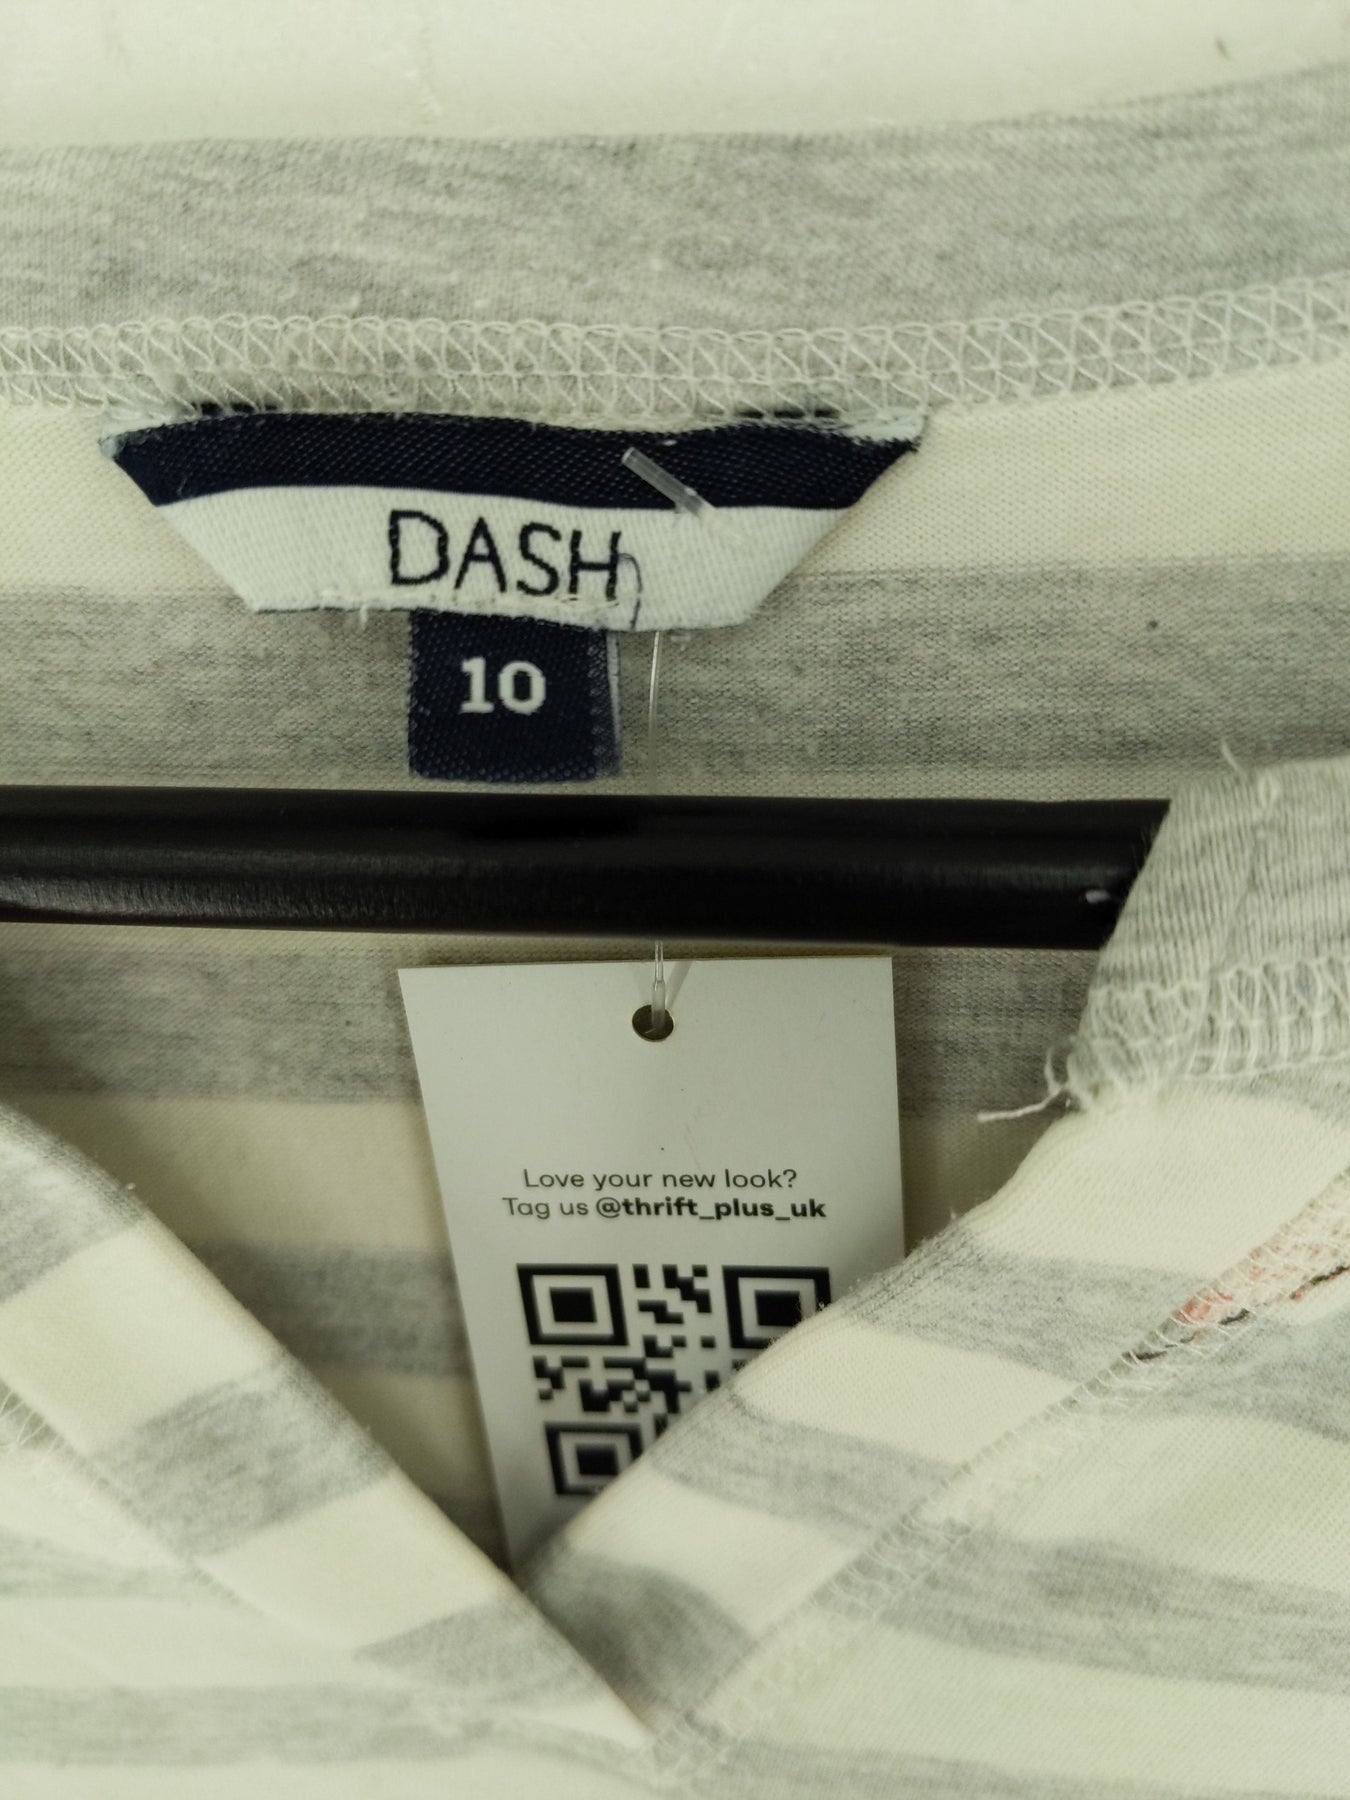 DASH
10
Love your new look?
Tag us @thrift_plus_uk